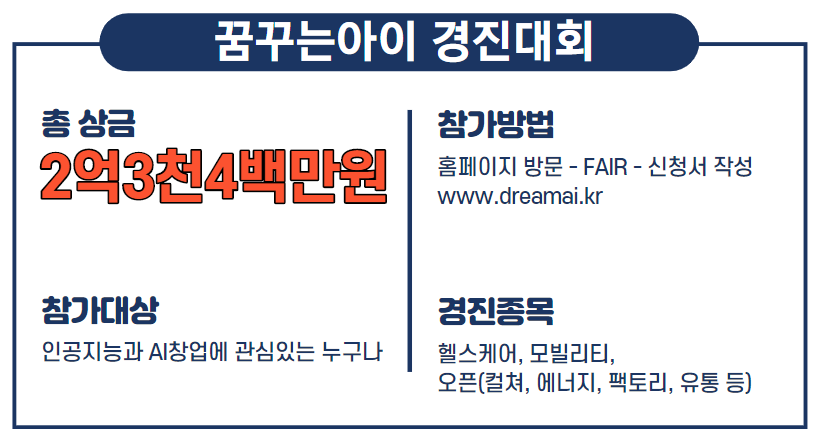 꿈꾸는아이 경진대회
총 상금
2억3천4백만원
참가대상
인공지능과 AI창업에 관심있는 누구나
참가방법
홈페이지 방문 - FAIR - 신청서 작성
www.dreamai.kr
경진종목
헬스케어, 모빌리티,
오픈(컬쳐, 에너지, 팩토리, 유통 등)